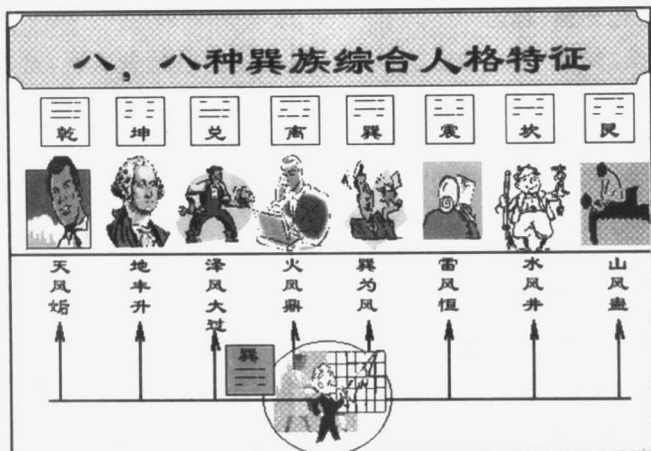 八，八种巽族综合人格特征
乾 坤 兑 离 巽 震 坎 艮
天风姤
地丰升
泽风大过
火凤鼎
巽为风
雷风恒
水风井
山风蛊
巽